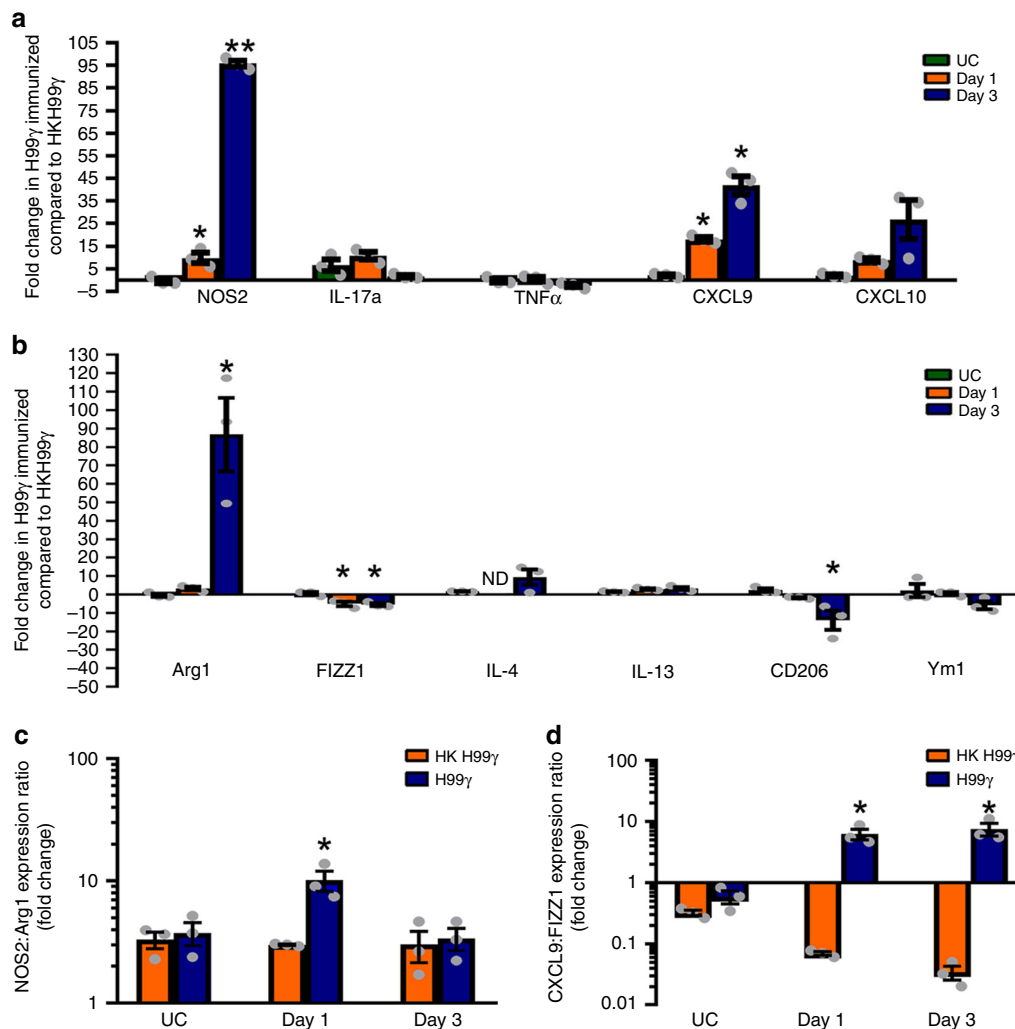 a
Fold change in H99γ immunized
compared to HKH99γ
105
95
85
75
65
55
45
35
25
15
5
–5
**
*
*
*
UC
Day 1
Day 3
NOS2
IL-17a
TNFα
CXCL9
CXCL10
b
Fold change in H99γ immunized
compared to HKH99γ
130
120
110
100
90
80
70
60
50
40
30
20
10
0
–10
–20
–30
–40
–50
*
*
*
ND
*
UC
Day 1
Day 3
Arg1
FIZZ1
IL-4
IL-13
CD206
Ym1
c
NOS2:Arg1 expression ratio
(fold change)
100
10
1
*
HK H99γ
H99γ
UC
Day 1
Day 3
d
CXCL9:FIZZ1 expression ratio
(fold change)
100
10
1
0.1
0.01
*
*
HK H99γ
H99γ
UC
Day 1
Day 3